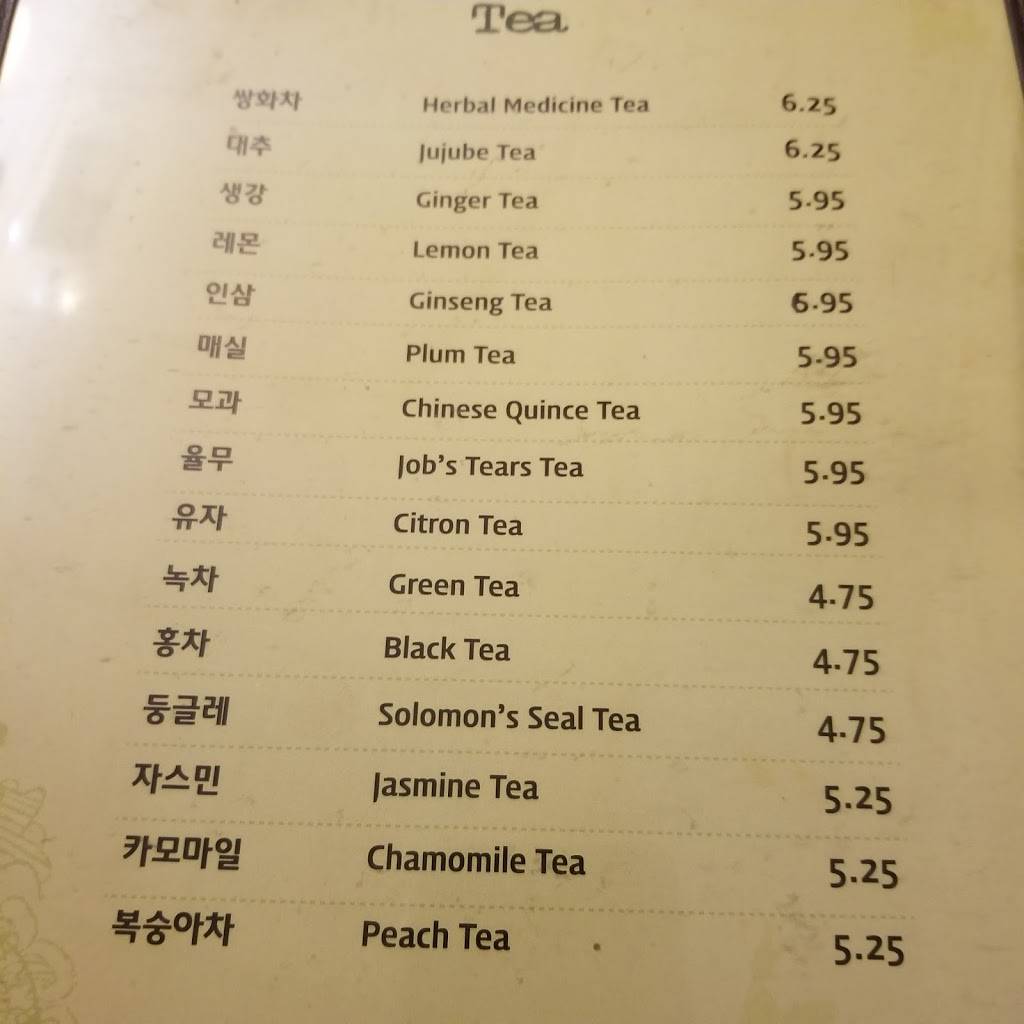 Tea
쌍화차 Herbal Medicine Tea 6.25
대추 Jujube Tea 6.25
생강 Ginger Tea 5.95
레몬 Lemon Tea 5.95
인삼 Ginseng Tea 6.95
매실 Plum Tea 5.95
모과 Chinese Quince Tea 5.95
율무 Job's Tears Tea 5.95
유자 Citron Tea 5.95
녹차 Green Tea 4.75
홍차 Black Tea 4.75
둥글레 Solomon's Seal Tea 4.75
자스민 Jasmine Tea 5.25
카모마일 Chamomile Tea 5.25
복숭아차 Peach Tea 5.25